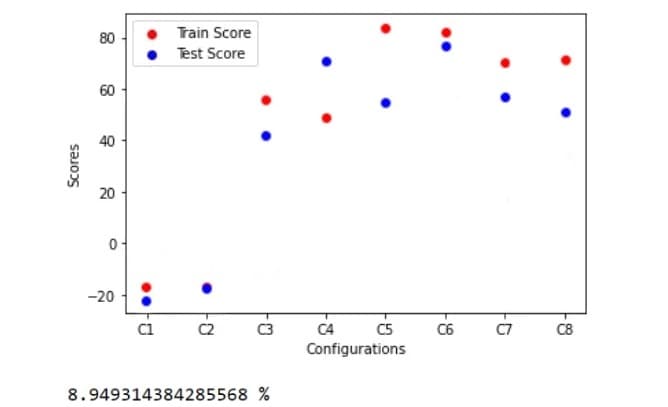 Train Score
Test Score
80
60
40
20
0
−20
Scores
C1 C2 C3 C4 C5 C6 C7 C8
Configurations
8.949314384285568 %